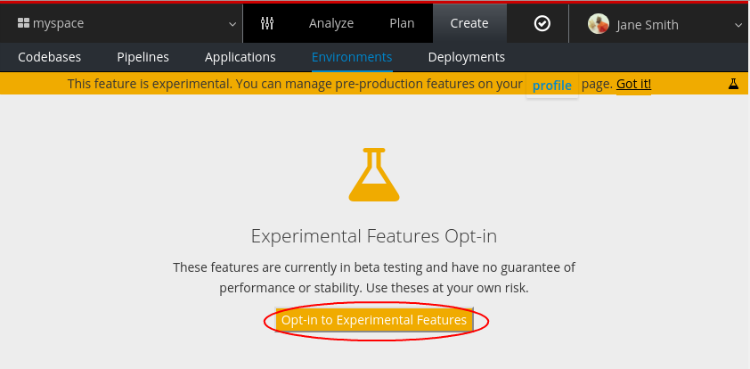 myspace Analyze Plan Create Jane Smith
Codebases Pipelines Applications Environments Deployments
This feature is experimental. You can manage pre-production features on your profile page. Got it!
Experimental Features Opt-in
These features are currently in beta testing and have no guarantee of
performance or stability. Use theses at your own risk.
Opt-in to Experimental Features